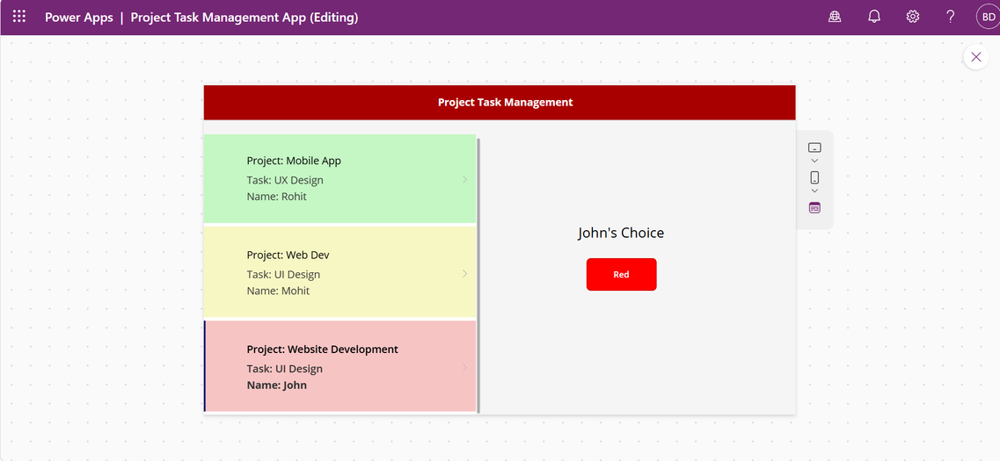 Power Apps | Project Task Management App (Editing)
BD
Project Task Management
Project: Mobile App
Task: UX Design
Name: Rohit
Project: Web Dev
Task: UI Design
Name: Mohit
Project: Website Development
Task: UI Design
Name: John
John's Choice
Red